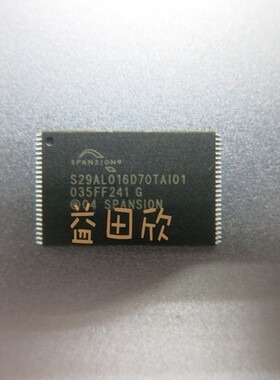 SPANSION
S29AL016D70TAI01
035FF241 G
©04 SPANSION
益田欣